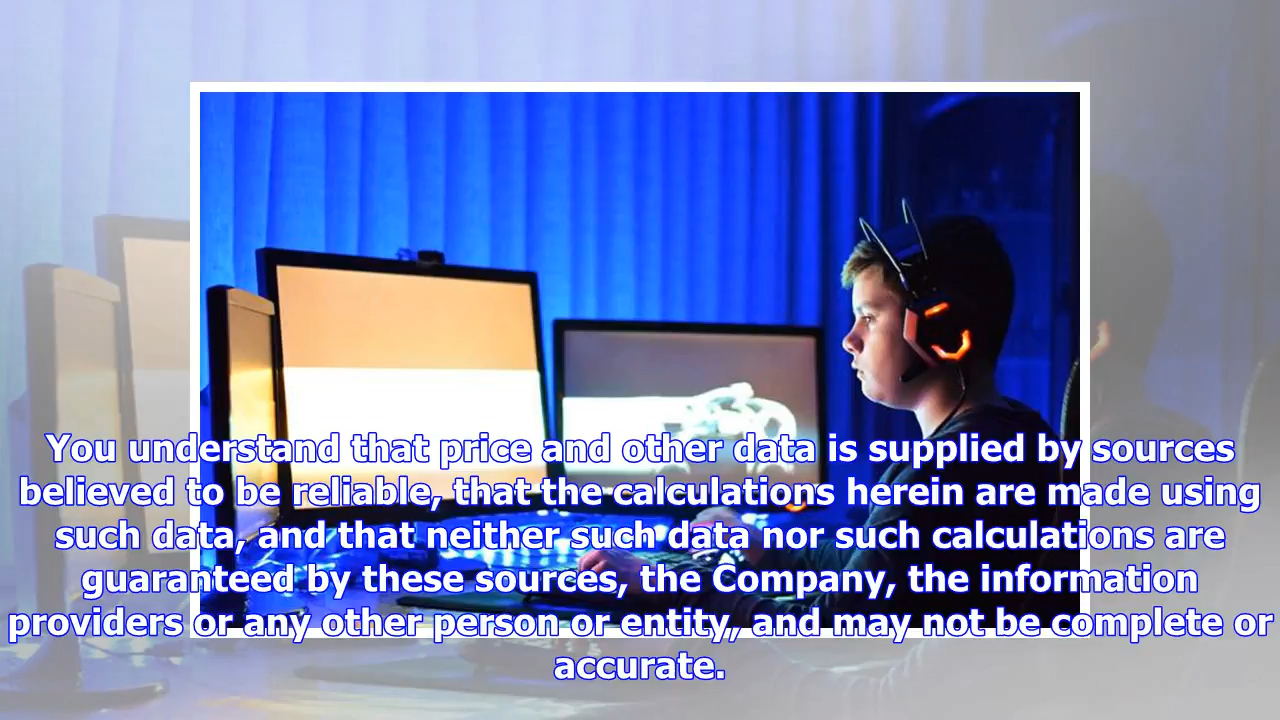 You understand that price and other data is supplied by sources
believed to be reliable, that the calculations herein are made using
such data, and that neither such data nor such calculations are
guaranteed by these sources, the Company, the information
providers or any other person or entity, and may not be complete or
accurate.